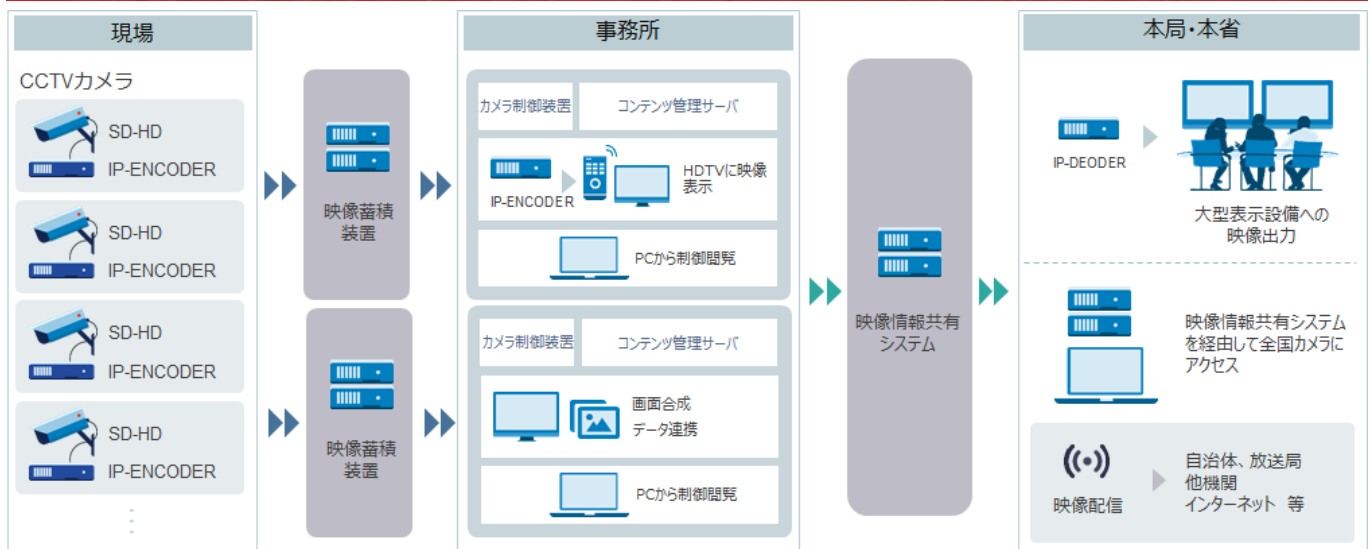 現場
CCTVカメラ
SD-HD
IP-ENCODER
SD-HD
IP-ENCODER
SD-HD
IP-ENCODER
SD-HD
IP-ENCODER
映像蓄積
装置
映像蓄積
装置
事務所
カメラ制御装置
コンテンツ管理サーバ
IP-ENCODER
HDTVに映像
表示
PCから制御閲覧
カメラ制御装置
コンテンツ管理サーバ
画面合成
データ連携
PCから制御閲覧
映像情報共有
システム
本局・本省
IP-DEODER
大型表示設備への
映像出力
映像情報共有システム
を経由して全国カメラに
アクセス
映像配信
自治体、放送局
他機関
インターネット 等